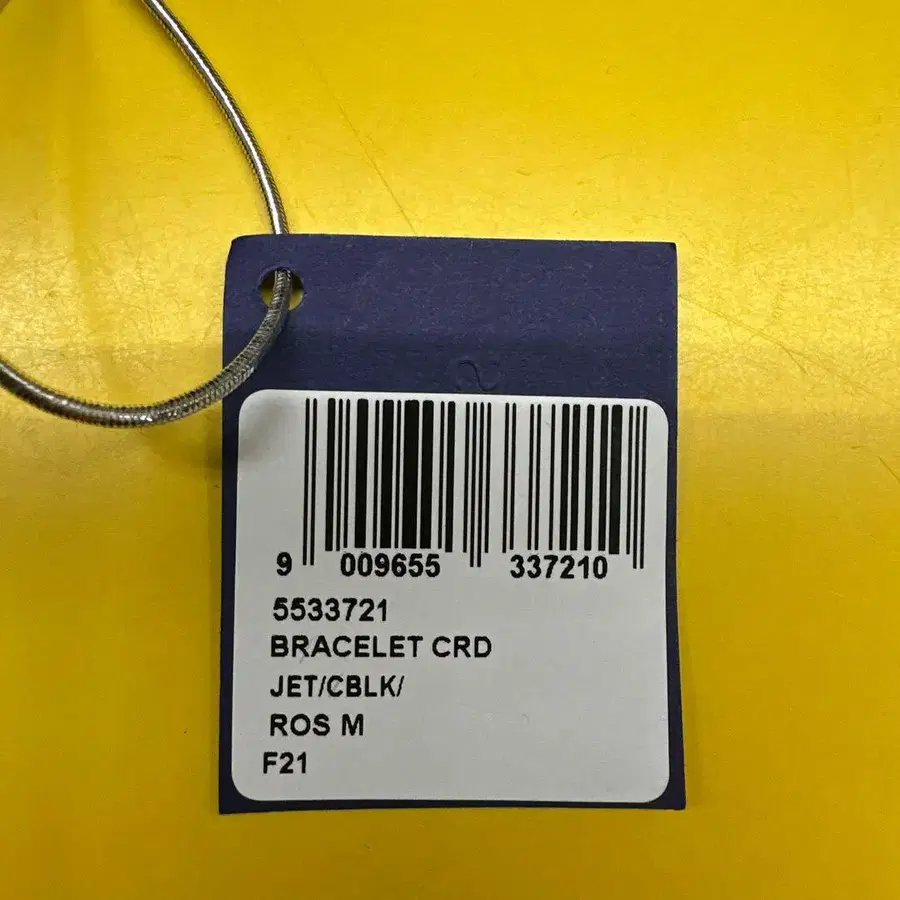 9 009655 337210
5533721
BRACELET CRD
JET/CBLK/
ROS M
F21